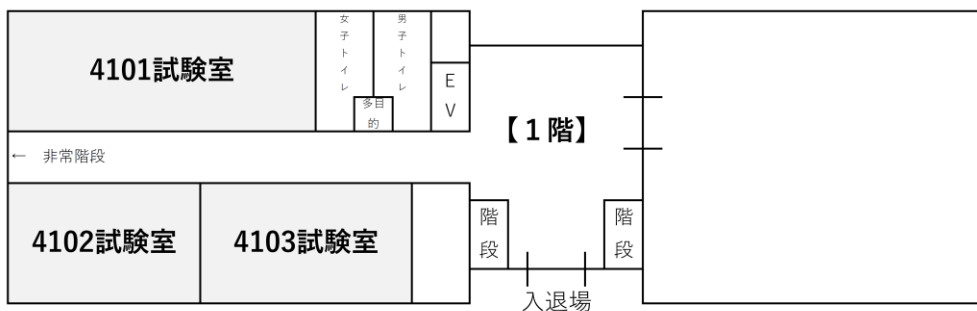 4101試験室
女子トイレ
男子トイレ
多目
的
EV
【1階】
← 非常階段
4102試験室
4103試験室
階段
階段
入退場